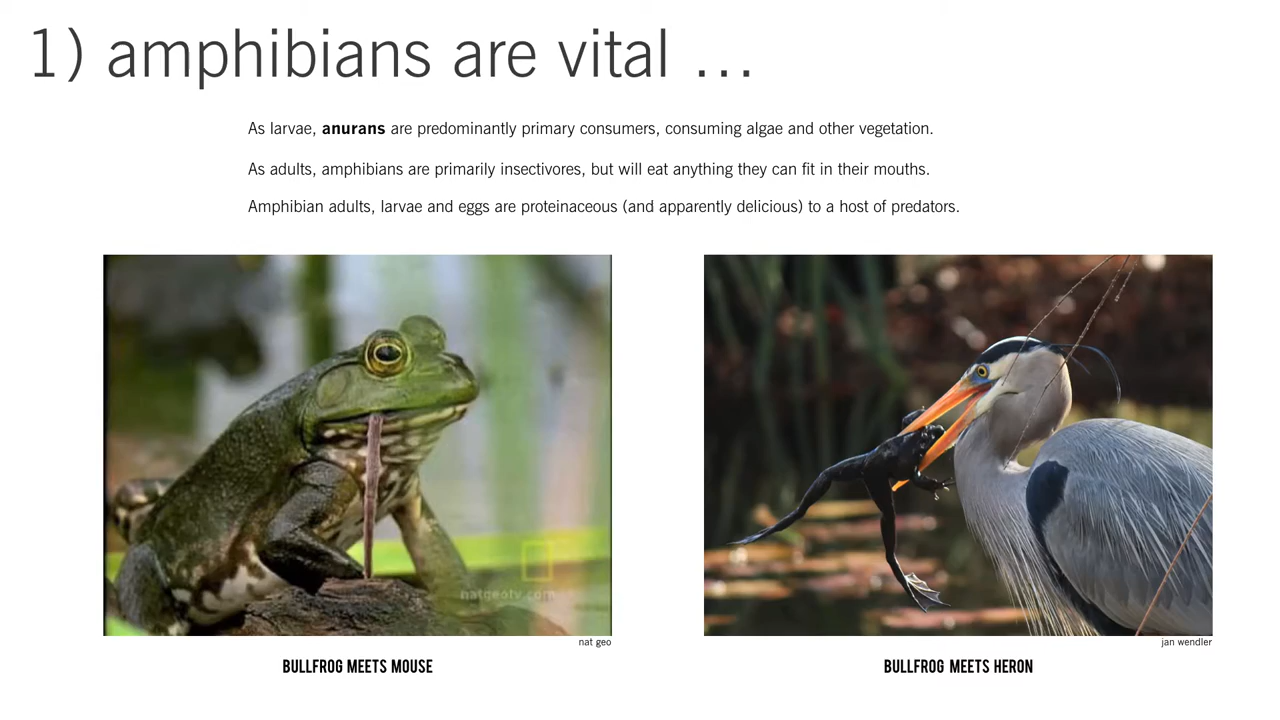 1) amphibians are vital ...
As larvae, anurans are predominantly primary consumers, consuming algae and other vegetation.
As adults, amphibians are primarily insectivores, but will eat anything they can fit in their mouths.
Amphibian adults, larvae and eggs are proteinaceous (and apparently delicious) to a host of predators.
natgeotv.com
nat geo
jan wendler
BULLFROG MEETS MOUSE
BULLFROG MEETS HERON